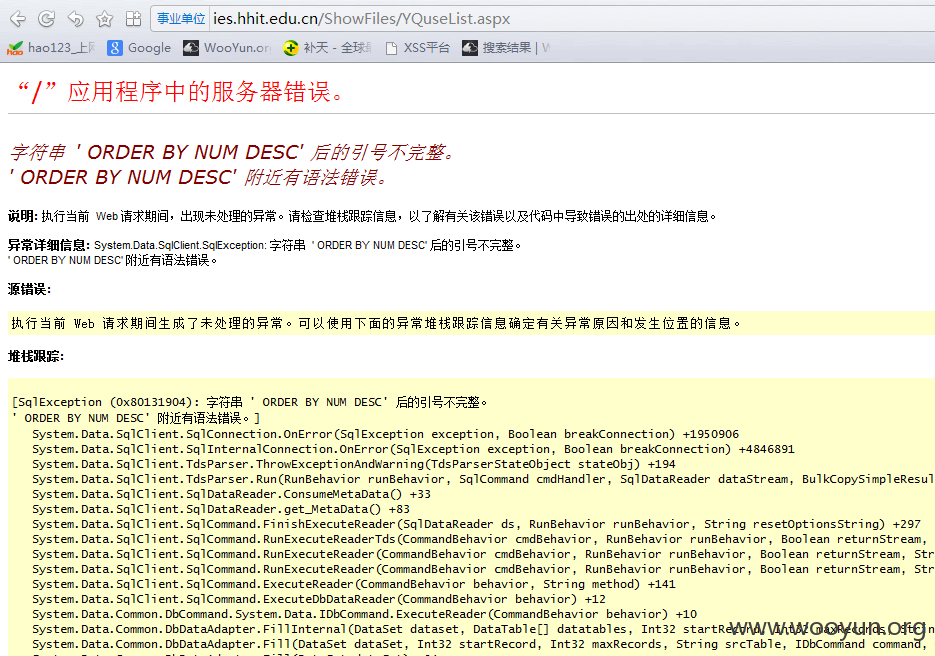 事业单位 ies.hhit.edu.cn/ShowFiles/YQuseList.aspx
hao123_上 Google WooYun.or 补天 - 全球 XSS平台 搜索结果 |
“/”应用程序中的服务器错误。
字符串 ' ORDER BY NUM DESC' 后的引号不完整。
' ORDER BY NUM DESC' 附近有语法错误。
说明: 执行当前 Web 请求期间，出现未处理的异常。请检查堆栈跟踪信息，以了解有关该错误以及代码中导致错误的出处的详细信息。
异常详细信息: System.Data.SqlClient.SqlException: 字符串 ' ORDER BY NUM DESC' 后的引号不完整。
' ORDER BY NUM DESC' 附近有语法错误。
源错误:
执行当前 Web 请求期间生成了未处理的异常。可以使用下面的异常堆栈跟踪信息确定有关异常原因和发生位置的信息。
堆栈跟踪:
[SqlException (0x80131904): 字符串 ' ORDER BY NUM DESC' 后的引号不完整。
' ORDER BY NUM DESC' 附近有语法错误。]
System.Data.SqlClient.SqlConnection.OnError(SqlException exception, Boolean breakConnection) +1950906
System.Data.SqlClient.SqlInternalConnection.OnError(SqlException exception, Boolean breakConnection) +4846891
System.Data.SqlClient.TdsParser.ThrowExceptionAndWarning(TdsParserStateObject stateObj) +194
System.Data.SqlClient.TdsParser.Run(RunBehavior runBehavior, SqlCommand cmdHandler, SqlDataReader dataStream, BulkCopySimpleResul
System.Data.SqlClient.SqlDataReader.ConsumeMetaData() +33
System.Data.SqlClient.SqlDataReader.get_MetaData() +83
System.Data.SqlClient.SqlCommand.FinishExecuteReader(SqlDataReader ds, RunBehavior runBehavior, String resetOptionsString) +297
System.Data.SqlClient.SqlCommand.RunExecuteReaderTds(CommandBehavior cmdBehavior, RunBehavior runBehavior, Boolean returnStream,
System.Data.SqlClient.SqlCommand.RunExecuteReader(CommandBehavior cmdBehavior, RunBehavior runBehavior, Boolean returnStream, Str
System.Data.SqlClient.SqlCommand.RunExecuteReader(CommandBehavior cmdBehavior, RunBehavior runBehavior, Boolean returnStream, Str
System.Data.SqlClient.SqlCommand.ExecuteReader(CommandBehavior behavior, String method) +141
System.Data.SqlClient.SqlCommand.ExecuteDbDataReader(CommandBehavior behavior) +12
System.Data.Common.DbCommand.System.Data.IDbCommand.ExecuteReader(CommandBehavior behavior) +10
System.Data.Common.DbDataAdapter.FillInternal(DataSet dataset, DataTable[] datatables, Int32 startRecord, Int32 maxRecords, Strin
System.Data.Common.DbDataAdapter.Fill(DataSet dataSet, Int32 startRecord, Int32 maxRecords, String srcTable, IDbCommand command,
www.wooyun.org